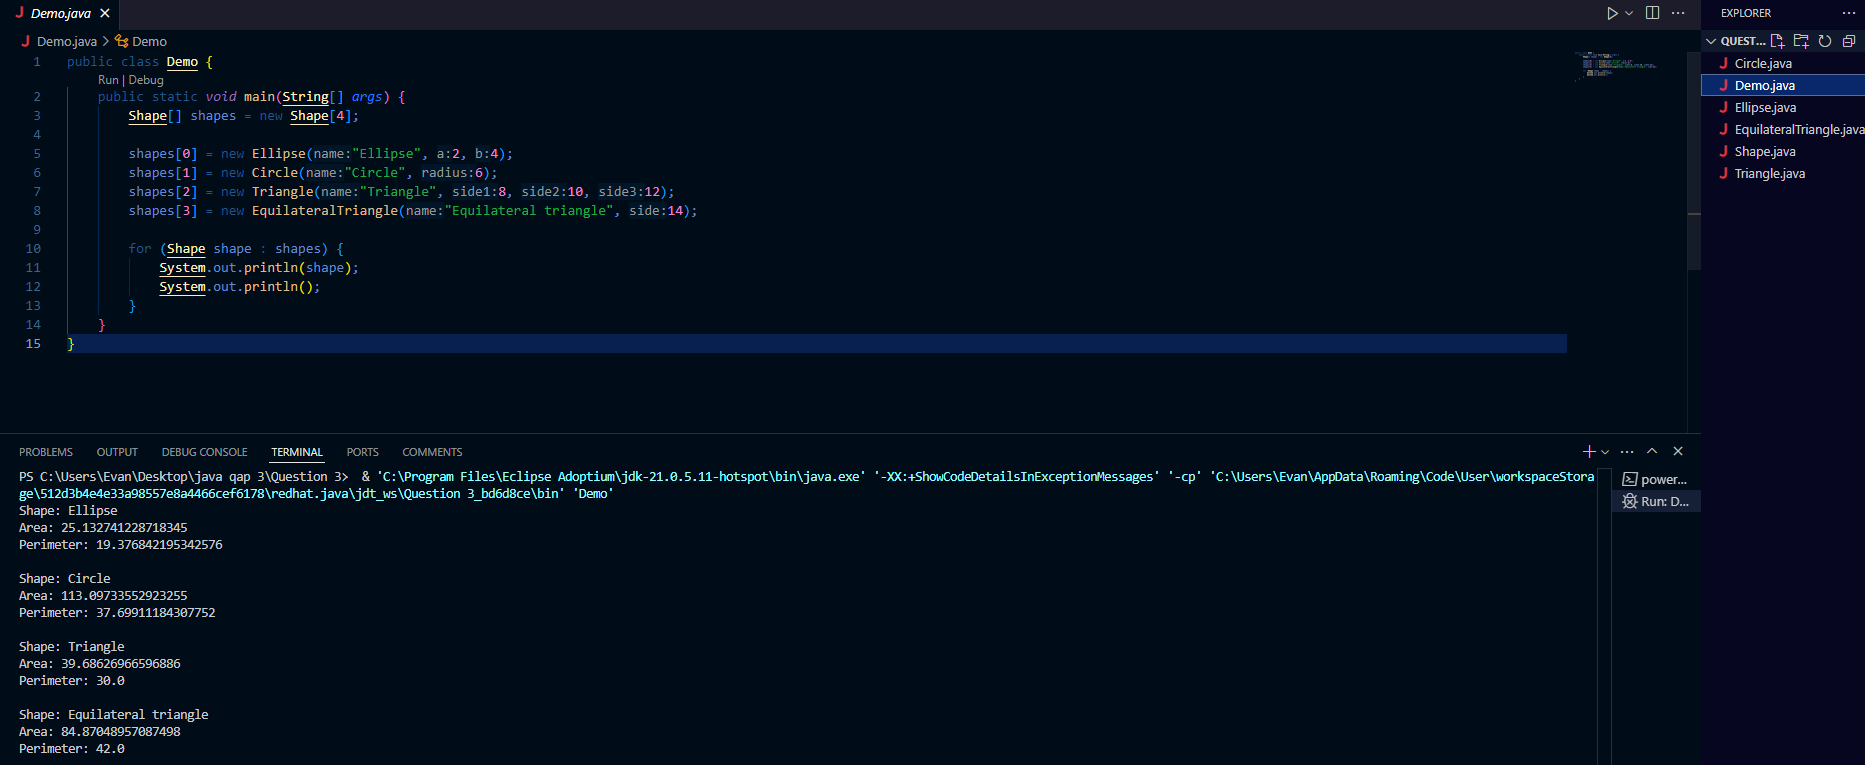 Demo.java
Demo.java > Demo
1 public class Demo {
Run | Debug
2 public static void main(String[] args) {
3 Shape[] shapes = new Shape[4];
4
5 shapes[0] = new Ellipse(name:"Ellipse", a:2, b:4);
6 shapes[1] = new Circle(name:"Circle", radius:6);
7 shapes[2] = new Triangle(name:"Triangle", side1:8, side2:10, side3:12);
8 shapes[3] = new EquilateralTriangle(name:"Equilateral triangle", side:14);
9
10 for (Shape shape : shapes) {
11 System.out.println(shape);
12 System.out.println();
13 }
14 }
15 }
EXPLORER
QUEST...
Circle.java
Demo.java
Ellipse.java
EquilateralTriangle.java
Shape.java
Triangle.java
PROBLEMS OUTPUT DEBUG CONSOLE TERMINAL PORTS COMMENTS
PS C:\Users\Evan\Desktop\java qap 3\Question 3>  & 'C:\Program Files\Eclipse Adoptium\jdk-21.0.5.11-hotspot\bin\java.exe' '-XX:+ShowCodeDetailsInExceptionMessages' '-cp' 'C:\Users\Evan\AppData\Roaming\Code\User\workspaceStora
ge\512d3b4e4e33a98557e8a4466cef6178\redhat.java\jdt_ws\Question 3_bd6d8ce\bin' 'Demo'
Shape: Ellipse
Area: 25.132741228718345
Perimeter: 19.376842195342576
Shape: Circle
Area: 113.09733552923255
Perimeter: 37.69911184307752
Shape: Triangle
Area: 39.68626966596886
Perimeter: 30.0
Shape: Equilateral triangle
Area: 84.87048957087498
Perimeter: 42.0
power...
Run: D...